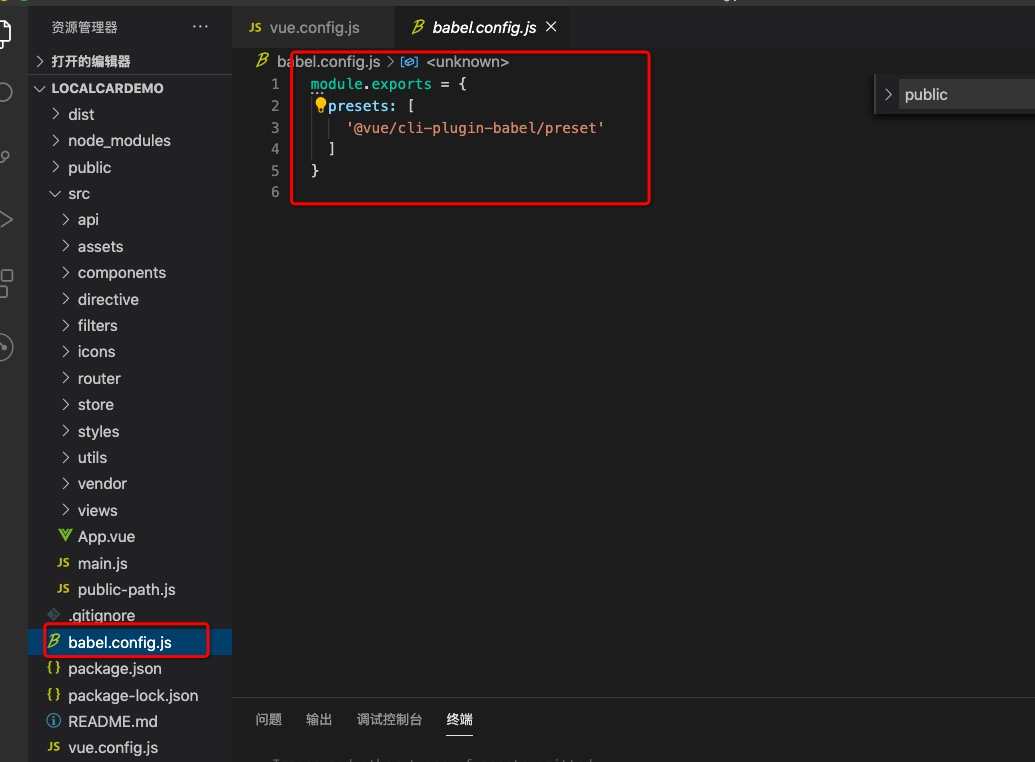 资源管理器 ···
打开的编辑器
LOCALCARDEMO
dist
node_modules
public
src
api
assets
components
directive
filters
icons
router
store
styles
utils
vendor
views
App.vue
JS main.js
JS public-path.js
.gitignore
babel.config.js
{} package.json
{} package-lock.json
README.md
JS vue.config.js
JS vue.config.js
babel.config.js
babel.config.js > <unknown>
1 module.exports = {
2 presets: [
3 '@vue/cli-plugin-babel/preset'
4 ]
5 }
6
public
问题 输出 调试控制台 终端